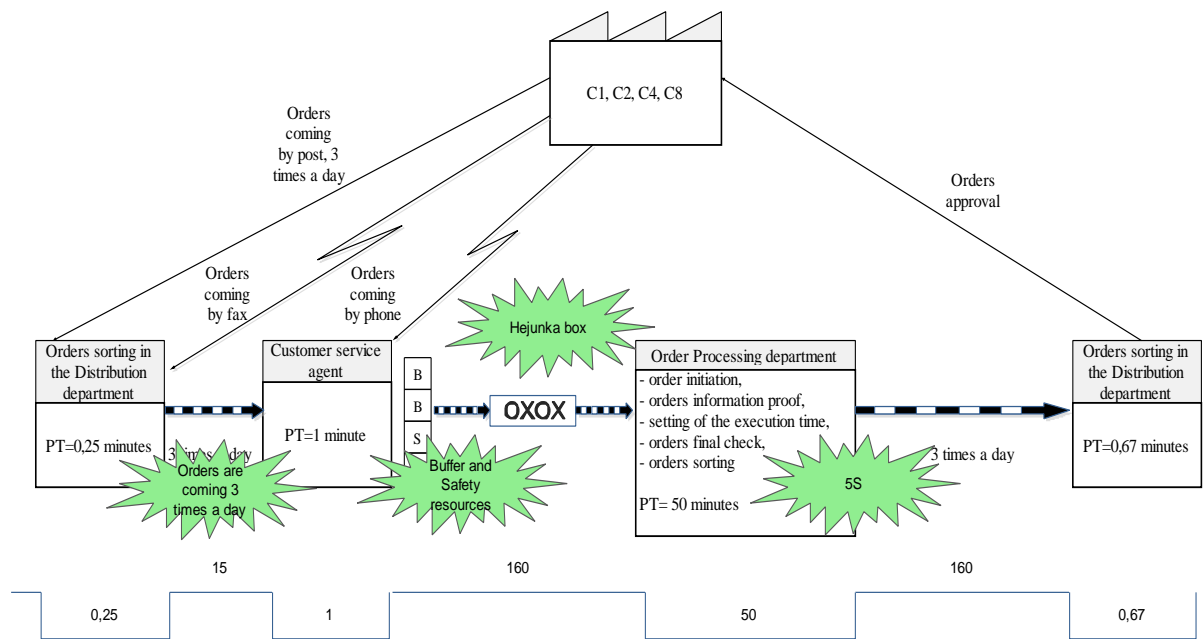 C1, C2, C4, C8
Orders
coming
by post, 3
times a day
Orders
approval
Orders
coming
by fax
Orders
coming
by phone
Hejunka box
Orders sorting in
the Distribution
department
PT=0,25 minutes
3 times a day
Orders are
coming 3
times a day
Customer service
agent
PT=1 minute
B
B
S
Buffer and
Safety
resources
OXOX
Order Processing department
- order initiation,
- orders information proof,
- setting of the execution time,
- orders final check,
- orders sorting
PT= 50 minutes
5S
3 times a day
Orders sorting in
the Distribution
department
PT=0,67 minutes
15
160
160
0,25
1
50
0,67